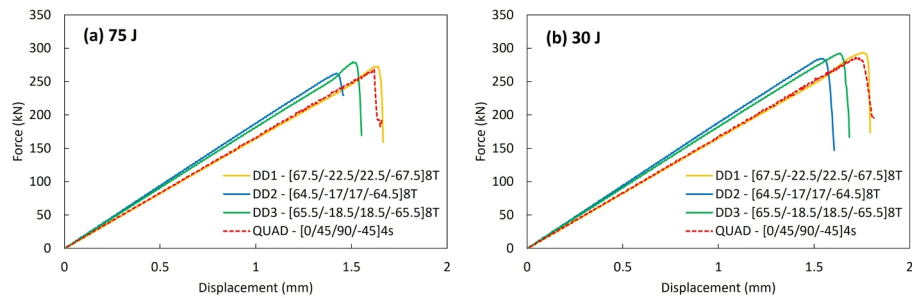 (a) 75 J
350
300
250
200
150
100
50
0
Force (kN)
DD1 - [67.5/-22.5/22.5/-67.5]8T
DD2 - [64.5/-17/17/-64.5]8T
DD3 - [65.5/-18.5/18.5/-65.5]8T
QUAD - [0/45/90/-45]4s
0 0.5 1 1.5 2
Displacement (mm)
(b) 30 J
350
300
250
200
150
100
50
0
Force (kN)
DD1 - [67.5/-22.5/22.5/-67.5]8T
DD2 - [64.5/-17/17/-64.5]8T
DD3 - [65.5/-18.5/18.5/-65.5]8T
QUAD - [0/45/90/-45]4s
0 0.5 1 1.5 2
Displacement (mm)